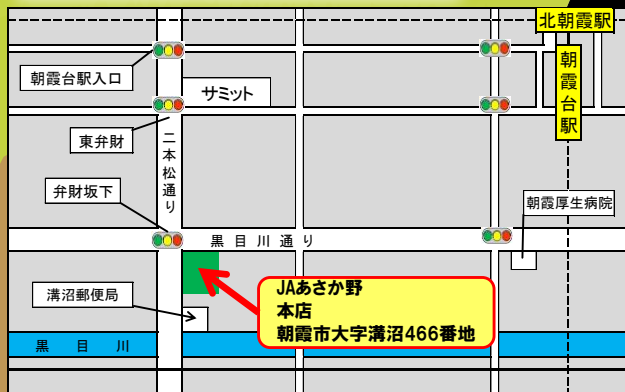 北朝霞駅
朝霞台駅
朝霞台駅入口
サミット
東弁財
二本松通り
弁財坂下
朝霞厚生病院
黒目川通り
JAあさか野
本店
朝霞市大字溝沼466番地
溝沼郵便局
黒目川